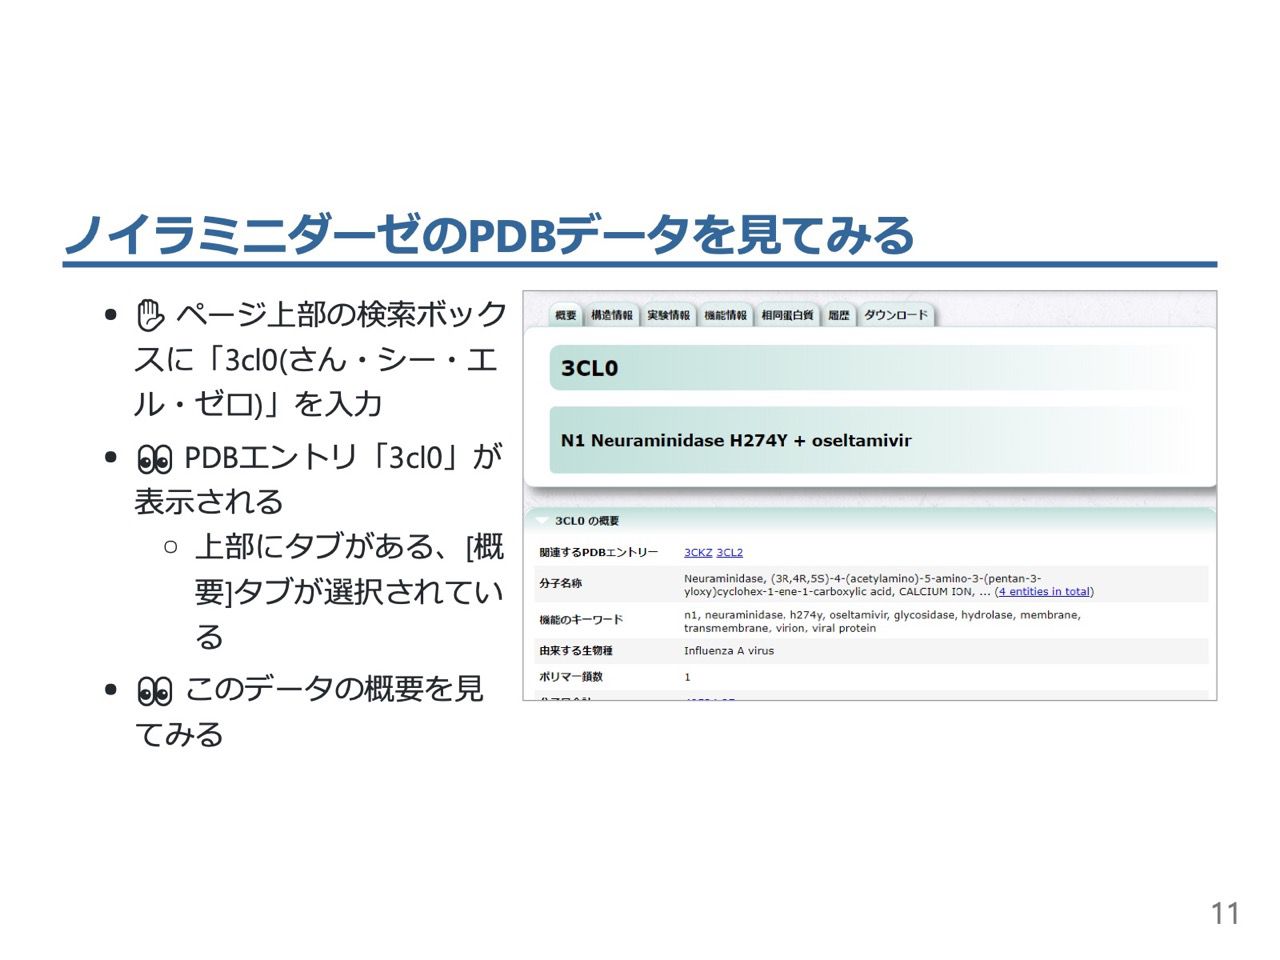 ノイラミニダーゼのPDBデータを見てみる
✋ ページ上部の検索ボック
スに「3cl0(さん・シー・エ
ル・ゼロ)」を入力
👀 PDBエントリ「3cl0」が
表示される
上部にタブがある、[概
要]タブが選択されてい
る
👀 このデータの概要を見
てみる
概要 構造情報 実験情報 機能情報 相同蛋白質 履歴 ダウンロード
3CL0
N1 Neuraminidase H274Y + oseltamivir
3CL0 の概要
関連するPDBエントリー 3CKZ 3CL2
分子名称 Neuraminidase, (3R,4R,5S)-4-(acetylamino)-5-amino-3-(pentan-3-
yloxy)cyclohex-1-ene-1-carboxylic acid, CALCIUM ION, ... (4 entities in total)
機能のキーワード n1, neuraminidase, h274y, oseltamivir, glycosidase, hydrolase, membrane,
transmembrane, virion, viral protein
由来する生物種 Influenza A virus
ポリマー鎖数 1
11